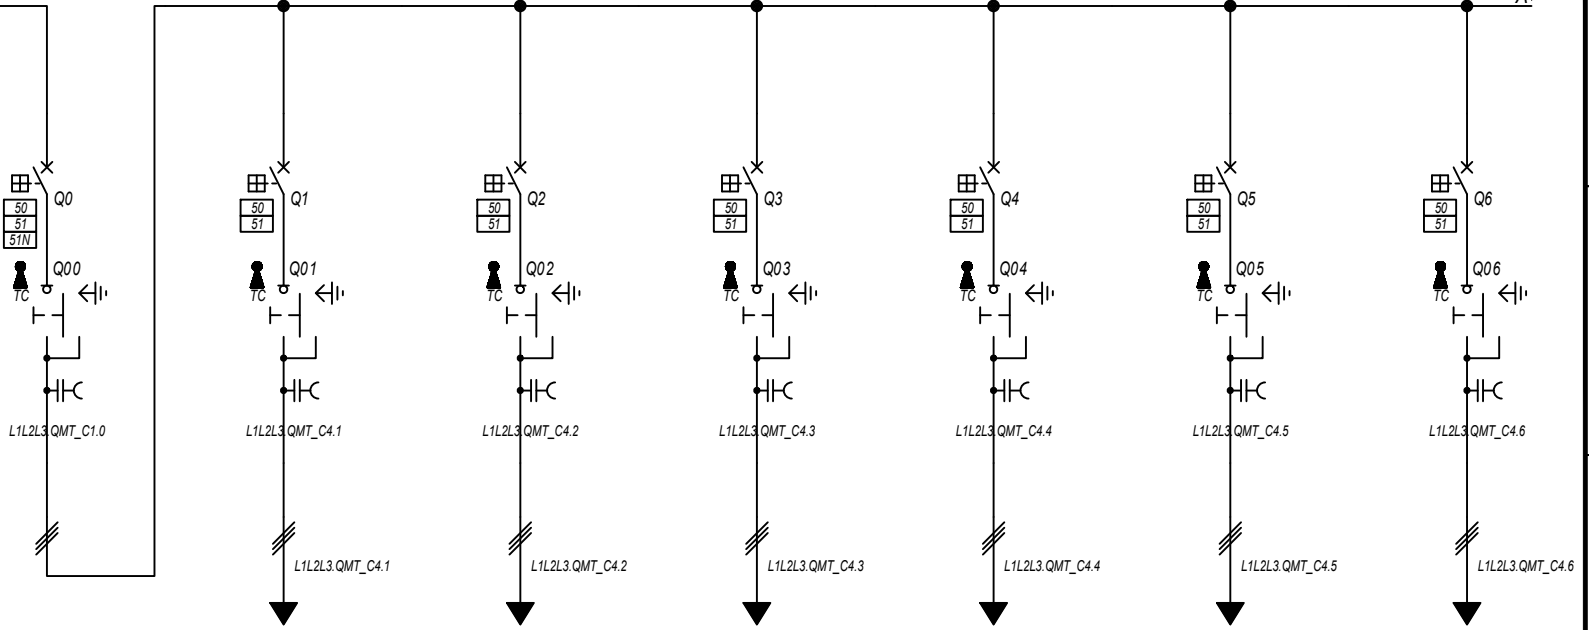 Q0
Q1
Q2
Q3
Q4
Q5
Q6
50
51
51N
50
51
50
51
50
51
50
51
50
51
50
51
Q00
Q01
Q02
Q03
Q04
Q05
Q06
TC
TC
TC
TC
TC
TC
TC
L1L2L3.QMT_C1.0
L1L2L3.QMT_C4.1
L1L2L3.QMT_C4.2
L1L2L3.QMT_C4.3
L1L2L3.QMT_C4.4
L1L2L3.QMT_C4.5
L1L2L3.QMT_C4.6
L1L2L3.QMT_C4.1
L1L2L3.QMT_C4.2
L1L2L3.QMT_C4.3
L1L2L3.QMT_C4.4
L1L2L3.QMT_C4.5
L1L2L3.QMT_C4.6